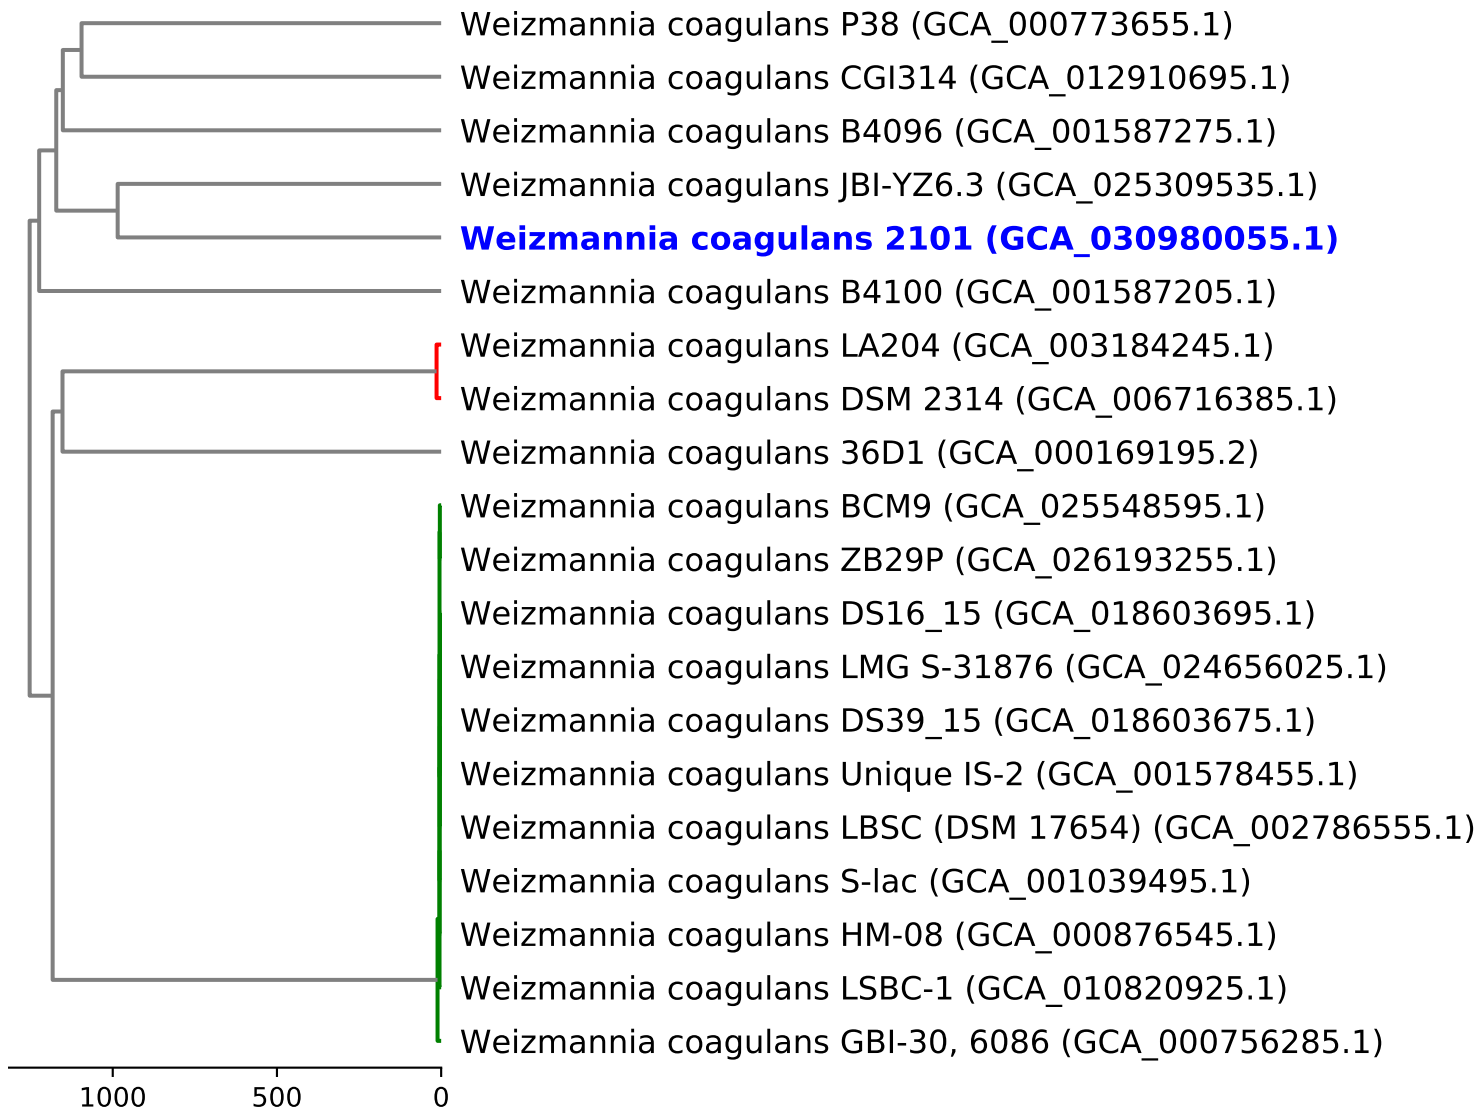 Weizmannia coagulans P38 (GCA_000773655.1)
Weizmannia coagulans CGI314 (GCA_012910695.1)
Weizmannia coagulans B4096 (GCA_001587275.1)
Weizmannia coagulans JBI-YZ6.3 (GCA_025309535.1)
Weizmannia coagulans 2101 (GCA_030980055.1)
Weizmannia coagulans B4100 (GCA_001587205.1)
Weizmannia coagulans LA204 (GCA_003184245.1)
Weizmannia coagulans DSM 2314 (GCA_006716385.1)
Weizmannia coagulans 36D1 (GCA_000169195.2)
Weizmannia coagulans BCM9 (GCA_025548595.1)
Weizmannia coagulans ZB29P (GCA_026193255.1)
Weizmannia coagulans DS16_15 (GCA_018603695.1)
Weizmannia coagulans LMG S-31876 (GCA_024656025.1)
Weizmannia coagulans DS39_15 (GCA_018603675.1)
Weizmannia coagulans Unique IS-2 (GCA_001578455.1)
Weizmannia coagulans LBSC (DSM 17654) (GCA_002786555.1)
Weizmannia coagulans S-lac (GCA_001039495.1)
Weizmannia coagulans HM-08 (GCA_000876545.1)
Weizmannia coagulans LSBC-1 (GCA_010820925.1)
Weizmannia coagulans GBI-30, 6086 (GCA_000756285.1)
1000 500 0